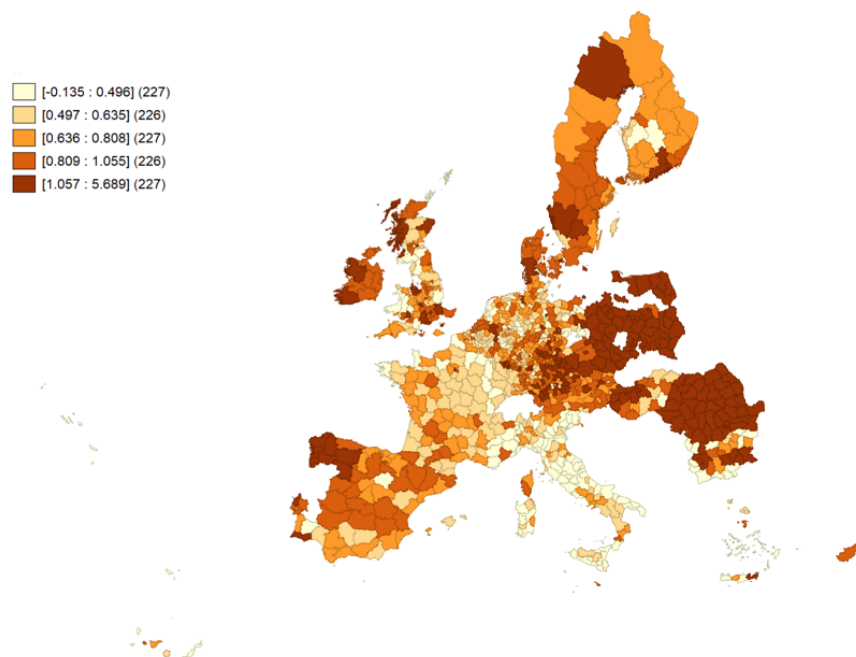 [-0.135 : 0.496] (227)
[0.497 : 0.635] (226)
[0.636 : 0.808] (227)
[0.809 : 1.055] (226)
[1.057 : 5.689] (227)